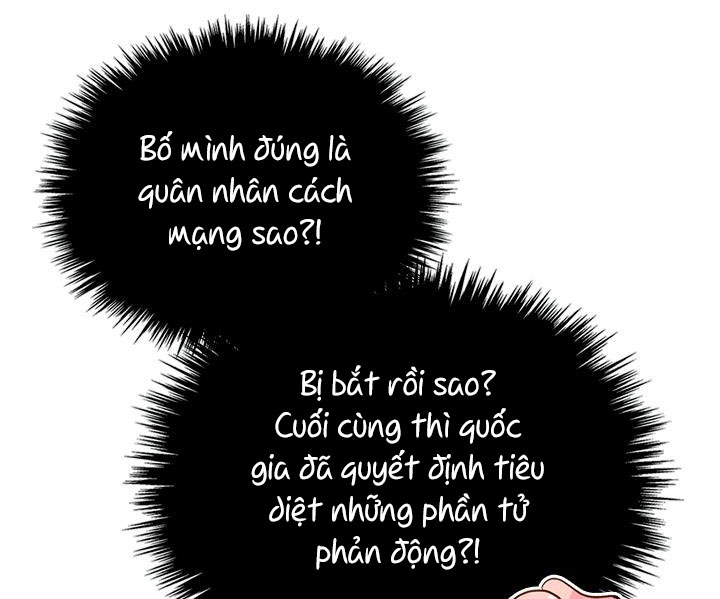 Bố mình đúng là
quân nhân cách
mạng sao?!
Bị bắt rồi sao?
Cuối cùng thì quốc
gia đã quyết định tiêu
diệt những phần tử
phản động?!